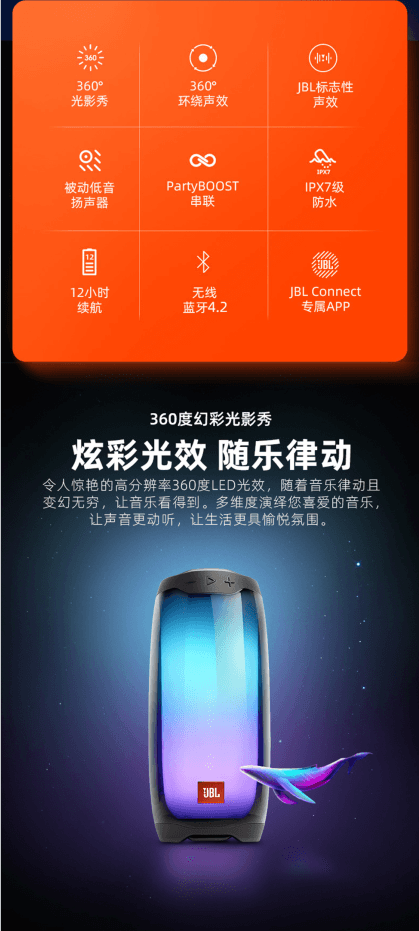 360
360°
光影秀
360°
环绕声效
JBL标志性
声效
被动低音
扬声器
PartyBOOST
串联
IPX7
IPX7级
防水
12
12小时
续航
无线
蓝牙4.2
JBL
JBL Connect
专属APP
360度幻彩光影秀
炫彩光效 随乐律动
令人惊艳的高分辨率360度LED光效，随着音乐律动且
变幻无穷，让音乐看得到。多维度演绎您喜爱的音乐，
让声音更动听，让生活更具愉悦氛围。
JBL